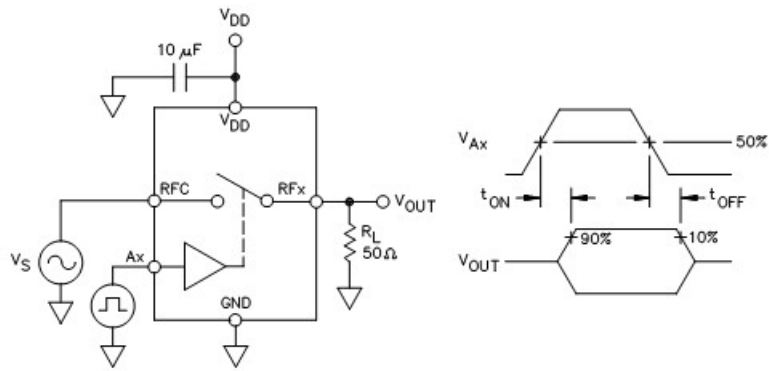 VDD
10 μF
VDD
RFC
RFx
VOUT
RL
50Ω
Ax
VS
GND
VAx
50%
tON
tOFF
90%
10%
VOUT